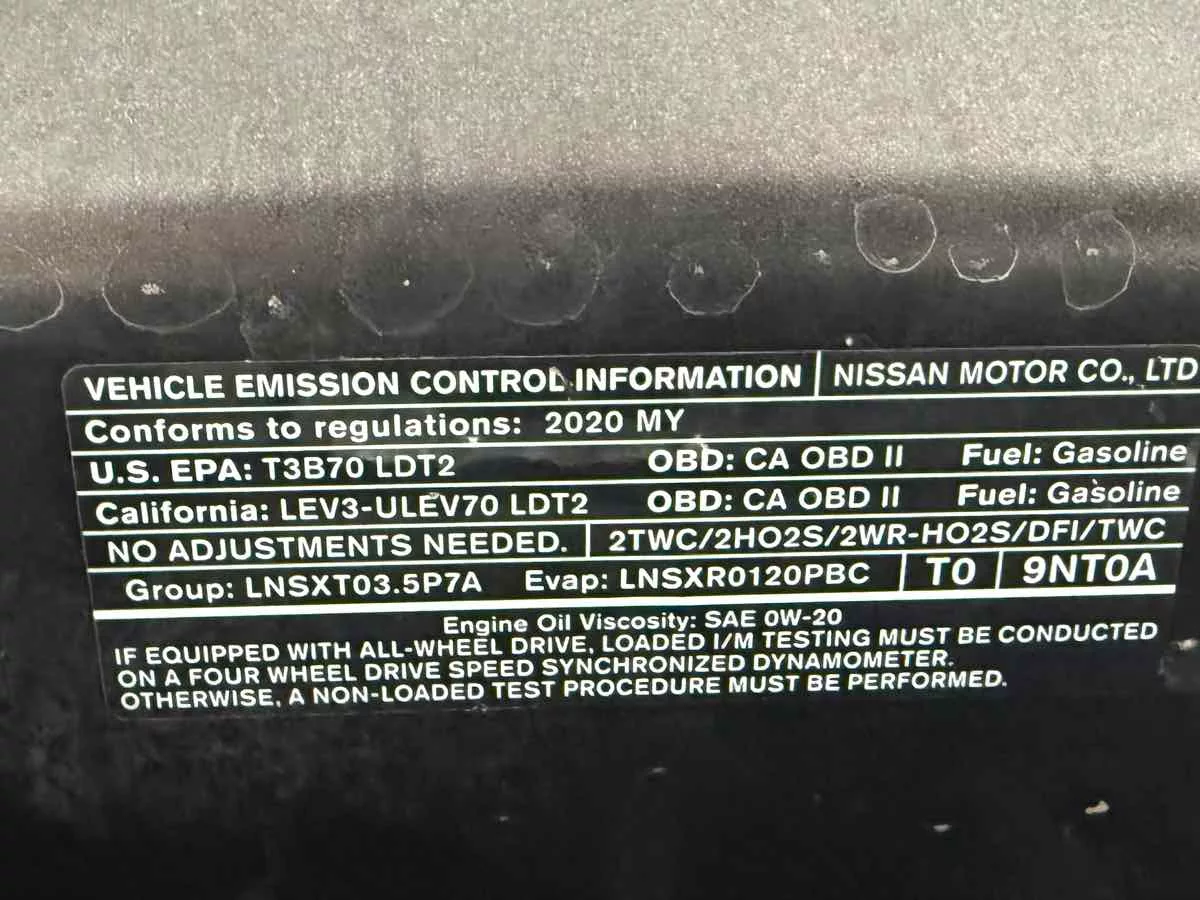 VEHICLE EMISSION CONTROL INFORMATION NISSAN MOTOR CO., LTD
Conforms to regulations: 2020 MY
U.S. EPA: T3B70 LDT2 OBD: CA OBD II Fuel: Gasoline
California: LEV3-ULEV70 LDT2 OBD: CA OBD II Fuel: Gasoline
NO ADJUSTMENTS NEEDED. 2TWC/2HO2S/2WR-HO2S/DFI/TWC
Group: LNSXT03.5P7A Evap: LNSXR0120PBC T0 9NT0A
Engine Oil Viscosity: SAE 0W-20
IF EQUIPPED WITH ALL-WHEEL DRIVE, LOADED I/M TESTING MUST BE CONDUCTED
ON A FOUR WHEEL DRIVE SPEED SYNCHRONIZED DYNAMOMETER.
OTHERWISE, A NON-LOADED TEST PROCEDURE MUST BE PERFORMED.